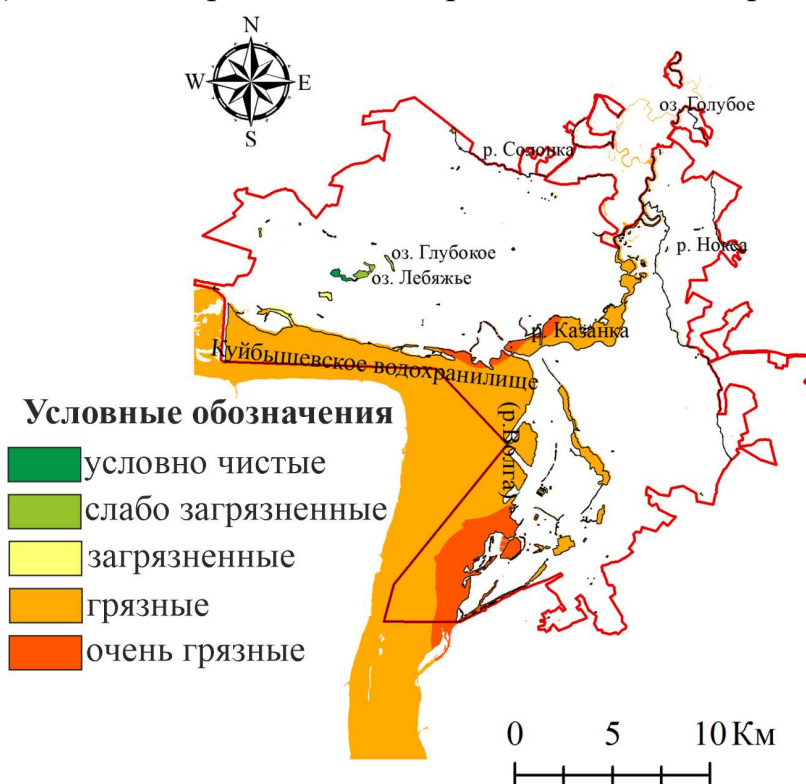 N
W
E
S
оз. Голубое
р. Солонка
р. Нокса
оз. Глубокое
оз. Лебяжье
р. Казанка
Куйбышевское водохранилище
(р.Волга)
Условные обозначения
условно чистые
слабо загрязненные
загрязненные
грязные
очень грязные
0 5 10 Км